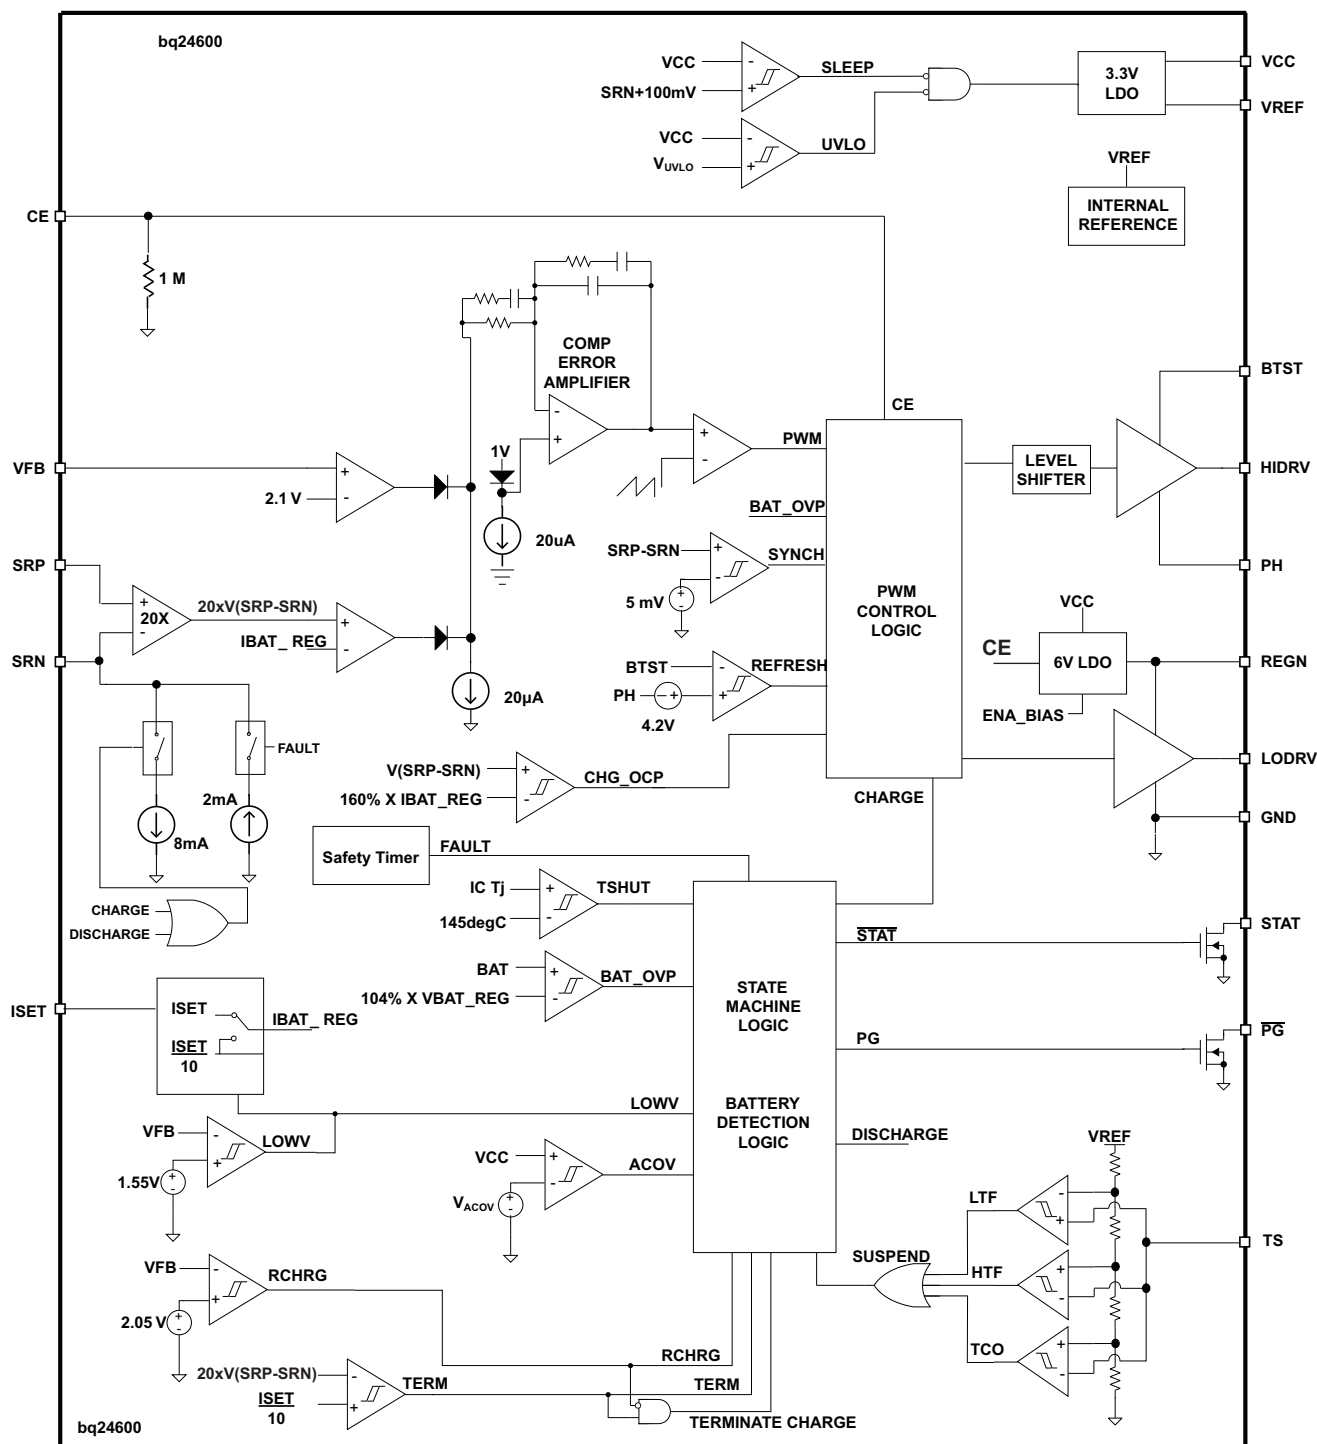 bq24600
VCC
SRN+100mV
SLEEP
3.3V
LDO
VCC
VREF
VCC
VUVLO
UVLO
VREF
INTERNAL
REFERENCE
CE
1 M
COMP
ERROR
AMPLIFIER
CE
BTST
VFB
2.1 V
1V
20uA
PWM
LEVEL
SHIFTER
HIDRV
BAT_OVP
SRP-SRN
SYNCH
5 mV
PWM
CONTROL
LOGIC
PH
SRP
20X
20xV(SRP-SRN)
IBAT_ REG
SRN
20µA
BTST
REFRESH
PH
4.2V
VCC
CE
6V LDO
REGN
ENA_BIAS
FAULT
2mA
8mA
V(SRP-SRN)
160% X IBAT_REG
CHG_OCP
CHARGE
LODRV
GND
Safety Timer
FAULT
IC Tj
145degC
TSHUT
CHARGE
DISCHARGE
STAT
STAT
BAT
104% X VBAT_REG
BAT_OVP
STATE
MACHINE
LOGIC
ISET
ISET
ISET
10
IBAT_ REG
PG
PG
LOWV
BATTERY
DETECTION
LOGIC
DISCHARGE
VFB
LOWV
1.55V
VCC
VACOV
ACOV
VREF
LTF
TS
SUSPEND
HTF
TCO
VFB
RCHRG
2.05 V
RCHRG
20xV(SRP-SRN)
ISET
10
TERM
TERM
TERMINATE CHARGE
bq24600